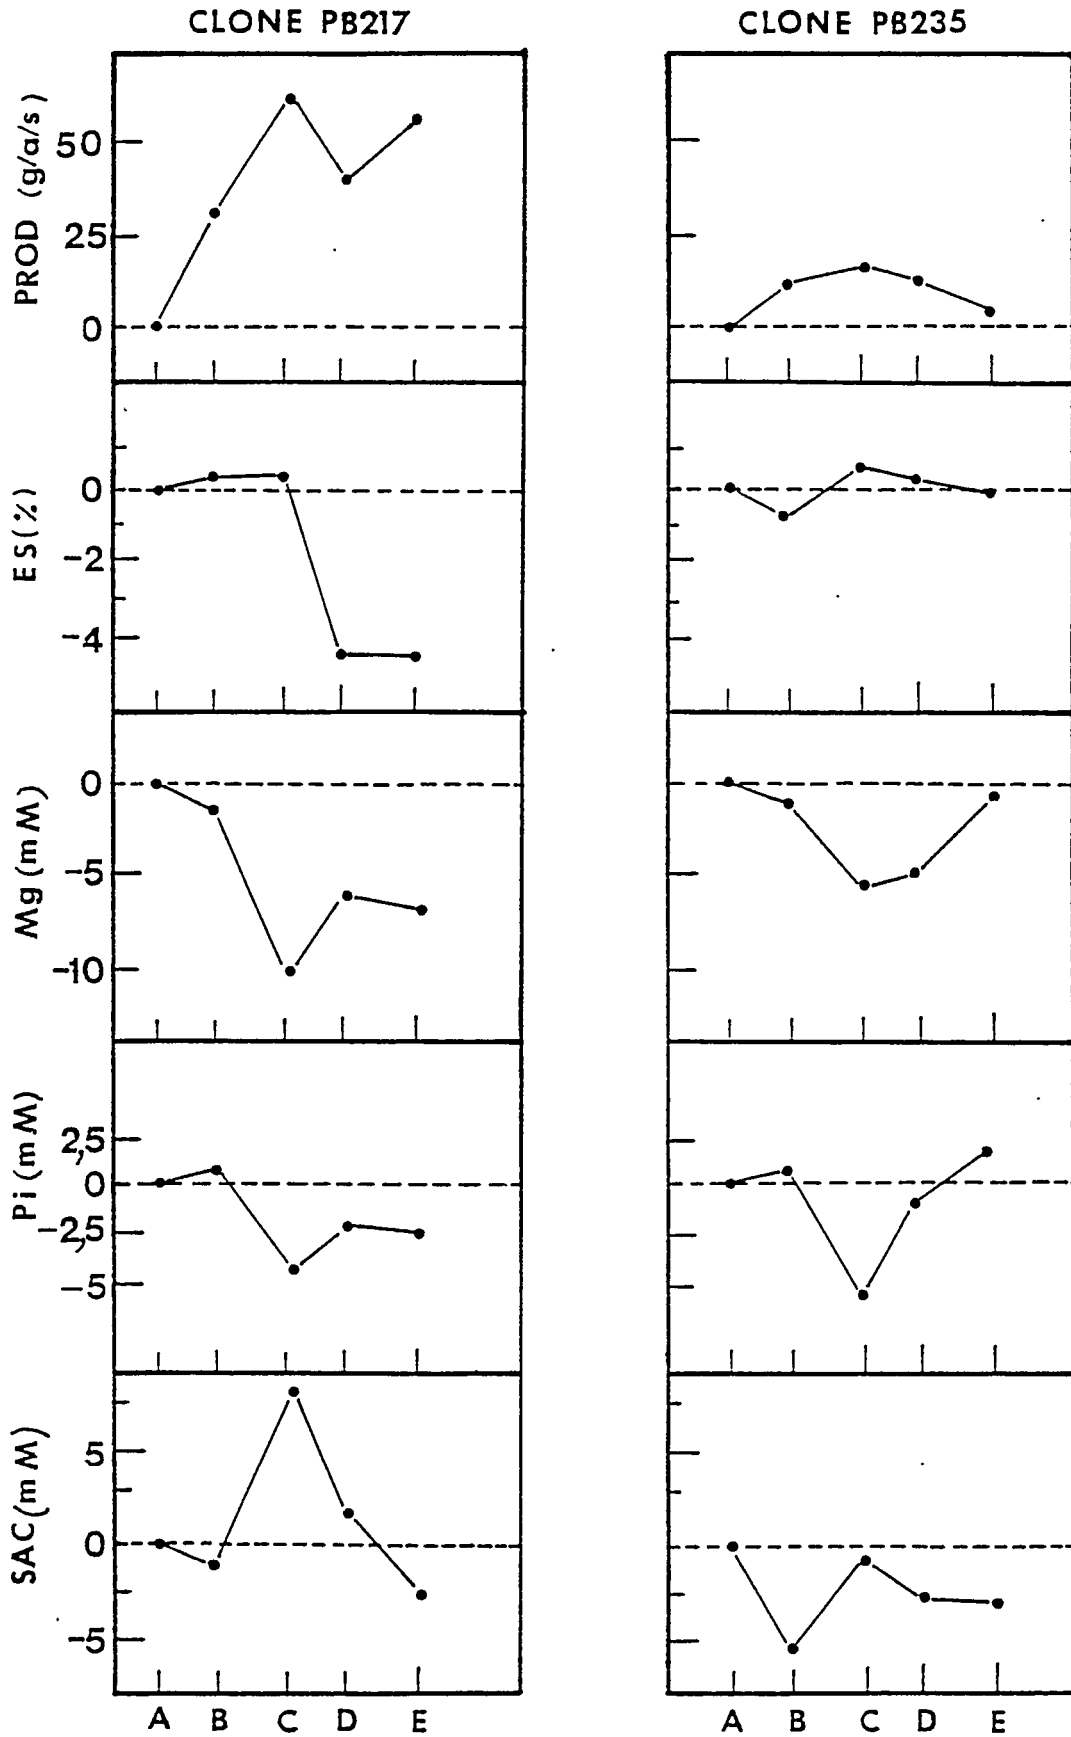 CLONE PB217
CLONE PB235
PROD (g/a/s)
50
25
0
ES(%)
0
-2
-4
Mg(mM)
0
-5
-10
Pi(mM)
2,5
0
-2,5
-5
SAC(mM)
5
0
-5
A B C D E
A B C D E